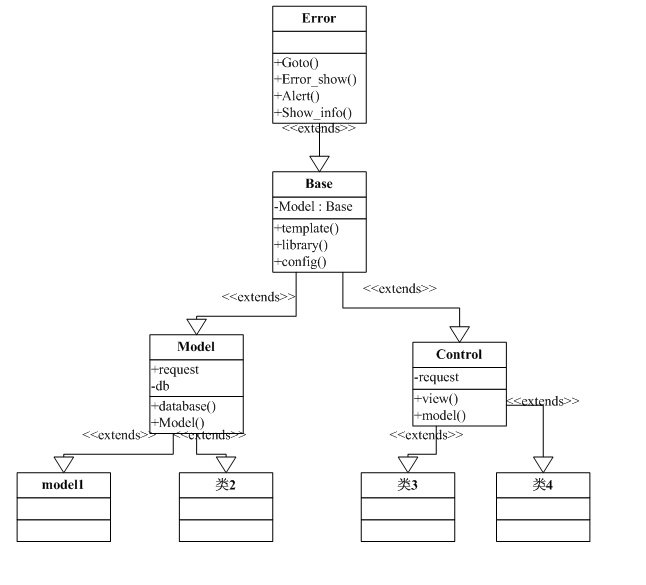 Error
+Goto()
+Error_show()
+Alert()
+Show_info()
<<extends>>
Base
-Model : Base
+template()
+library()
+config()
<<extends>>
<<extends>>
Model
+request
-db
+database()
+Model()
Control
-request
+view()
+model()
<<extends>>
<<extends>>
<<extends>>
<<extends>>
model1
类2
类3
类4